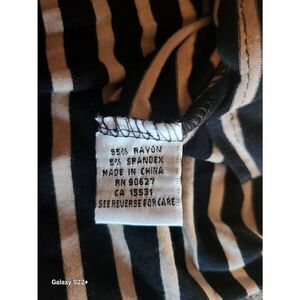 95% RAYON
5% SPANDEX
MADE IN CHINA
RN 90627
CA 15531
SEE REVERSE FOR CARE
Galaxy S22+